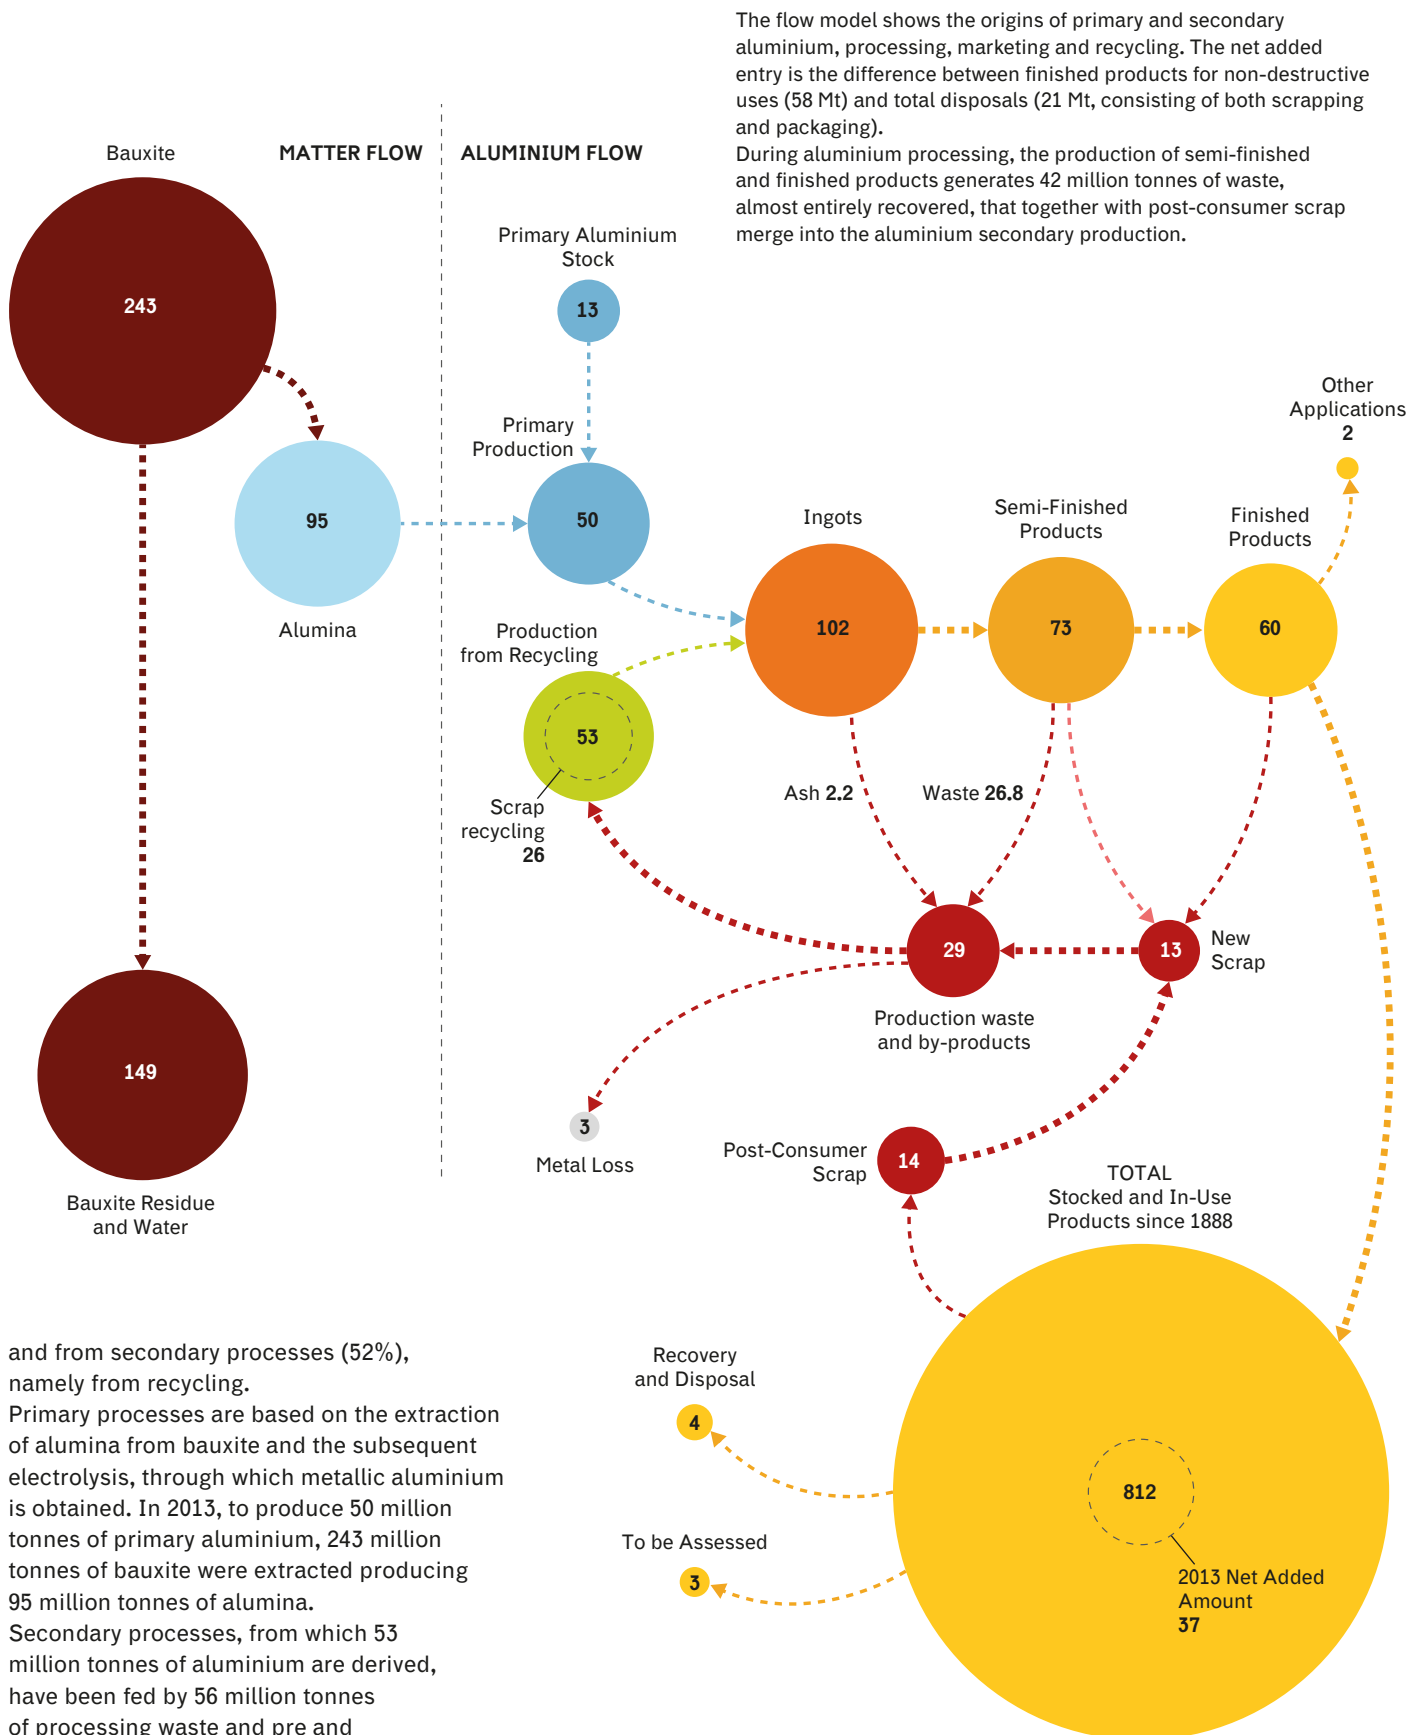 The flow model shows the origins of primary and secondary
aluminium, processing, marketing and recycling. The net added
entry is the difference between finished products for non-destructive
uses (58 Mt) and total disposals (21 Mt, consisting of both scrapping
and packaging).
During aluminium processing, the production of semi-finished
and finished products generates 42 million tonnes of waste,
almost entirely recovered, that together with post-consumer scrap
merge into the aluminium secondary production.
MATTER FLOW
ALUMINIUM FLOW
Bauxite
243
Primary Aluminium
Stock
13
Primary
Production
50
95
Alumina
Other
Applications
2
Ingots
102
Semi-Finished
Products
73
Finished
Products
60
Production
from Recycling
53
Scrap
recycling
26
Ash 2.2
Waste 26.8
29
Production waste
and by-products
13
New
Scrap
149
Bauxite Residue
and Water
3
Metal Loss
Post-Consumer
Scrap
14
TOTAL
Stocked and In-Use
Products since 1888
812
2013 Net Added
Amount
37
Recovery
and Disposal
4
To be Assessed
3
and from secondary processes (52%),
namely from recycling.
Primary processes are based on the extraction
of alumina from bauxite and the subsequent
electrolysis, through which metallic aluminium
is obtained. In 2013, to produce 50 million
tonnes of primary aluminium, 243 million
tonnes of bauxite were extracted producing
95 million tonnes of alumina.
Secondary processes, from which 53
million tonnes of aluminium are derived,
have been fed by 56 million tonnes
of processing waste and pre and